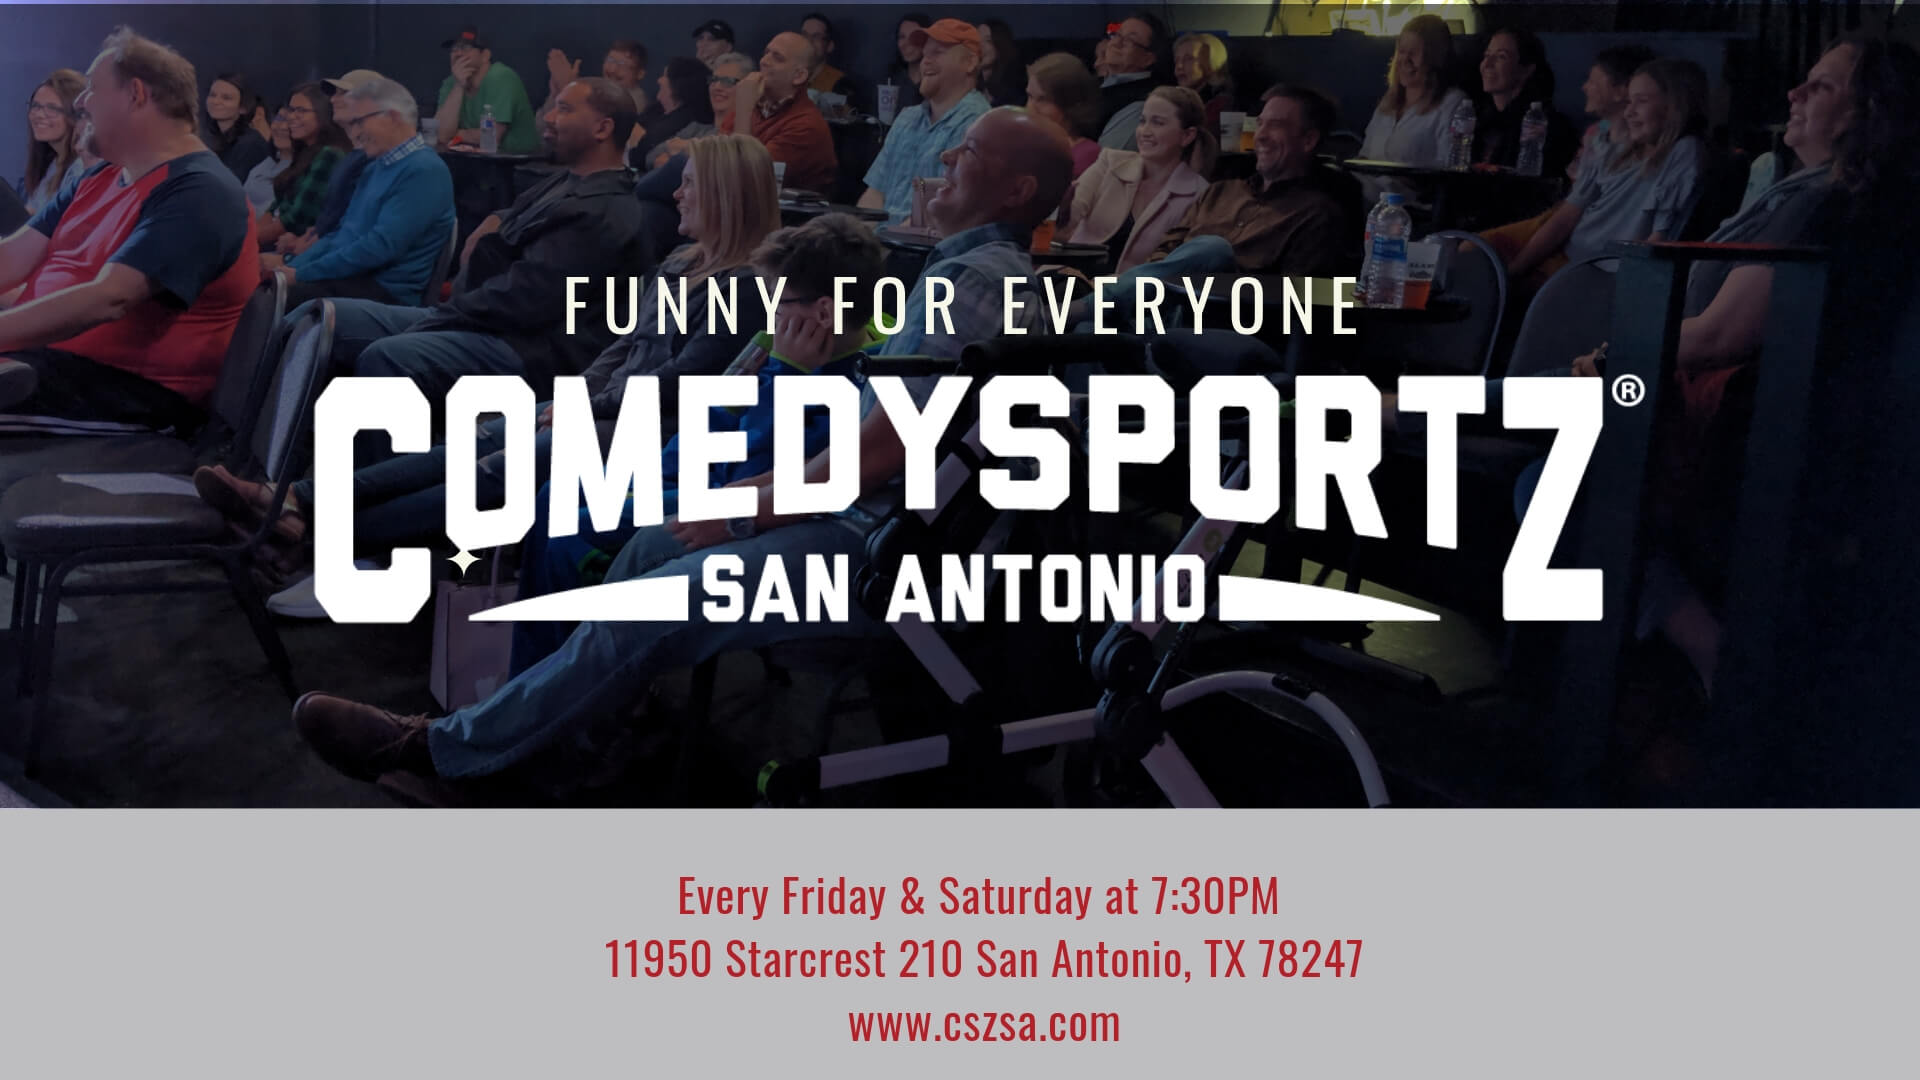 FUNNY FOR EVERYONE
COMEDYSPORTZ®
SAN ANTONIO
Every Friday & Saturday at 7:30PM
11950 Starcrest 210 San Antonio, TX 78247
www.cszsa.com